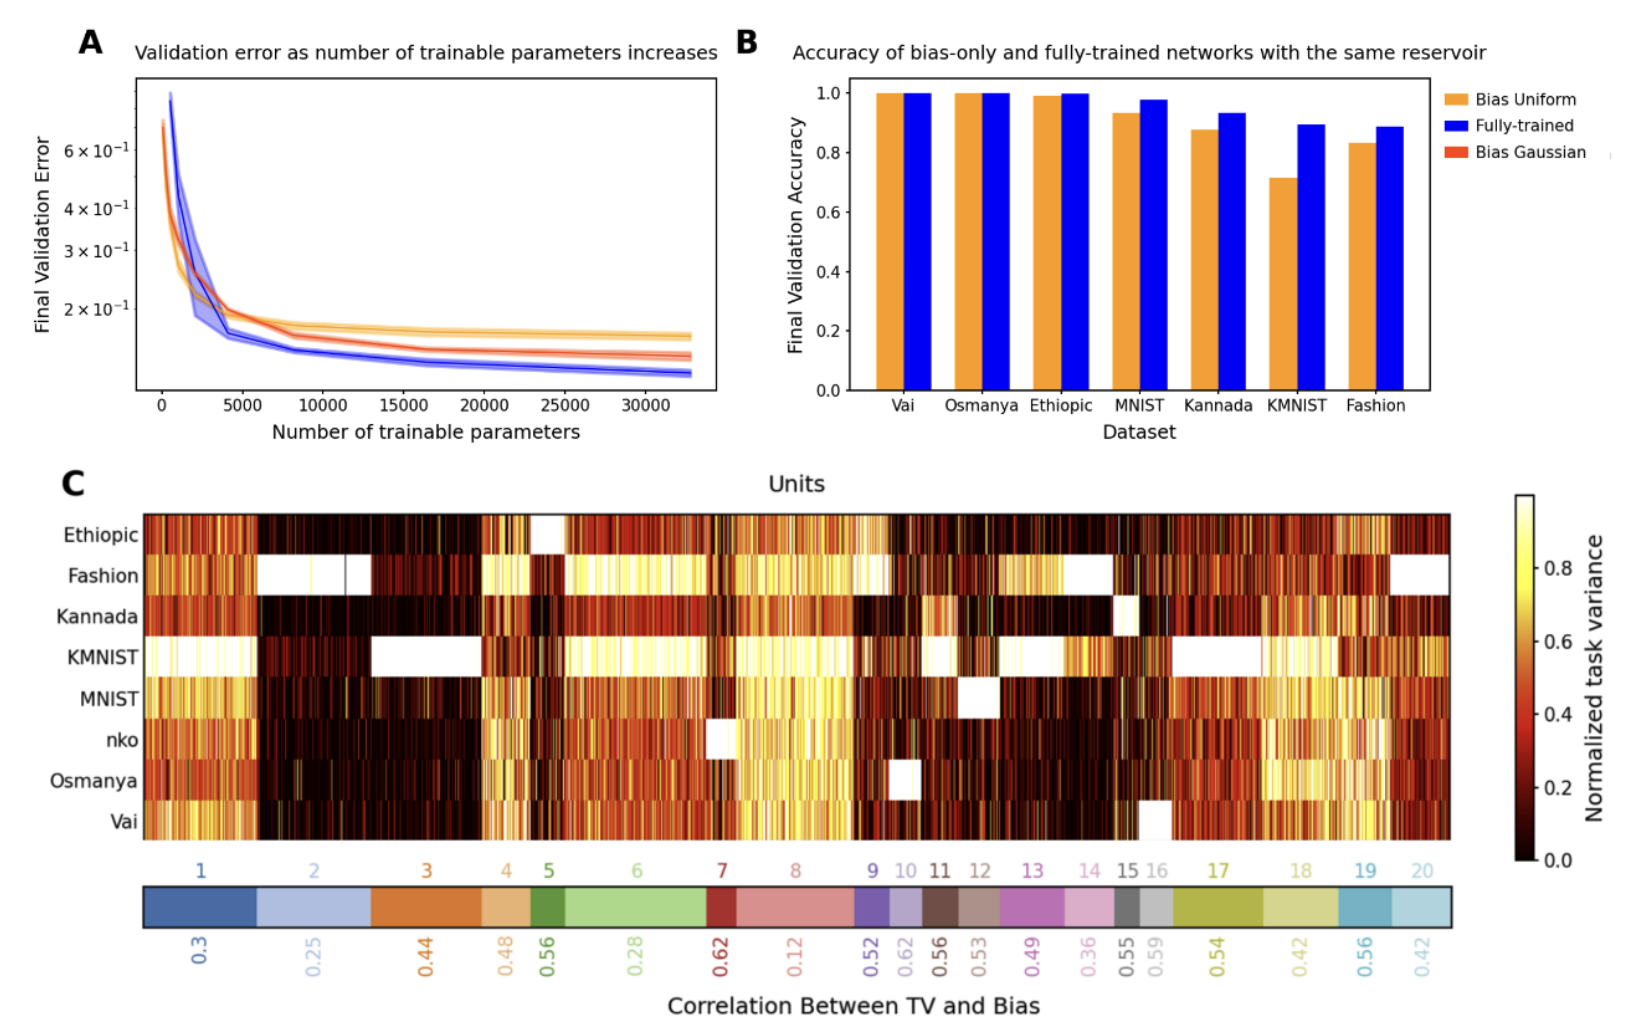 A
Validation error as number of trainable parameters increases
Final Validation Error
6 × 10⁻¹
4 × 10⁻¹
3 × 10⁻¹
2 × 10⁻¹
0 5000 10000 15000 20000 25000 30000
Number of trainable parameters
B
Accuracy of bias-only and fully-trained networks with the same reservoir
Final Validation Accuracy
1.0
0.8
0.6
0.4
0.2
0.0
Vai Osmanya Ethiopic MNIST Kannada KMNIST Fashion
Dataset
Bias Uniform
Fully-trained
Bias Gaussian
C
Units
Ethiopic
Fashion
Kannada
KMNIST
MNIST
nko
Osmanya
Vai
0.8
0.6
0.4
0.2
0.0
Normalized task variance
1 2 3 4 5 6 7 8 9 10 11 12 13 14 15 16 17 18 19 20
0.3 0.25 0.44 0.48 0.56 0.28 0.62 0.12 0.52 0.62 0.56 0.53 0.49 0.36 0.55 0.59 0.54 0.42 0.56 0.42
Correlation Between TV and Bias